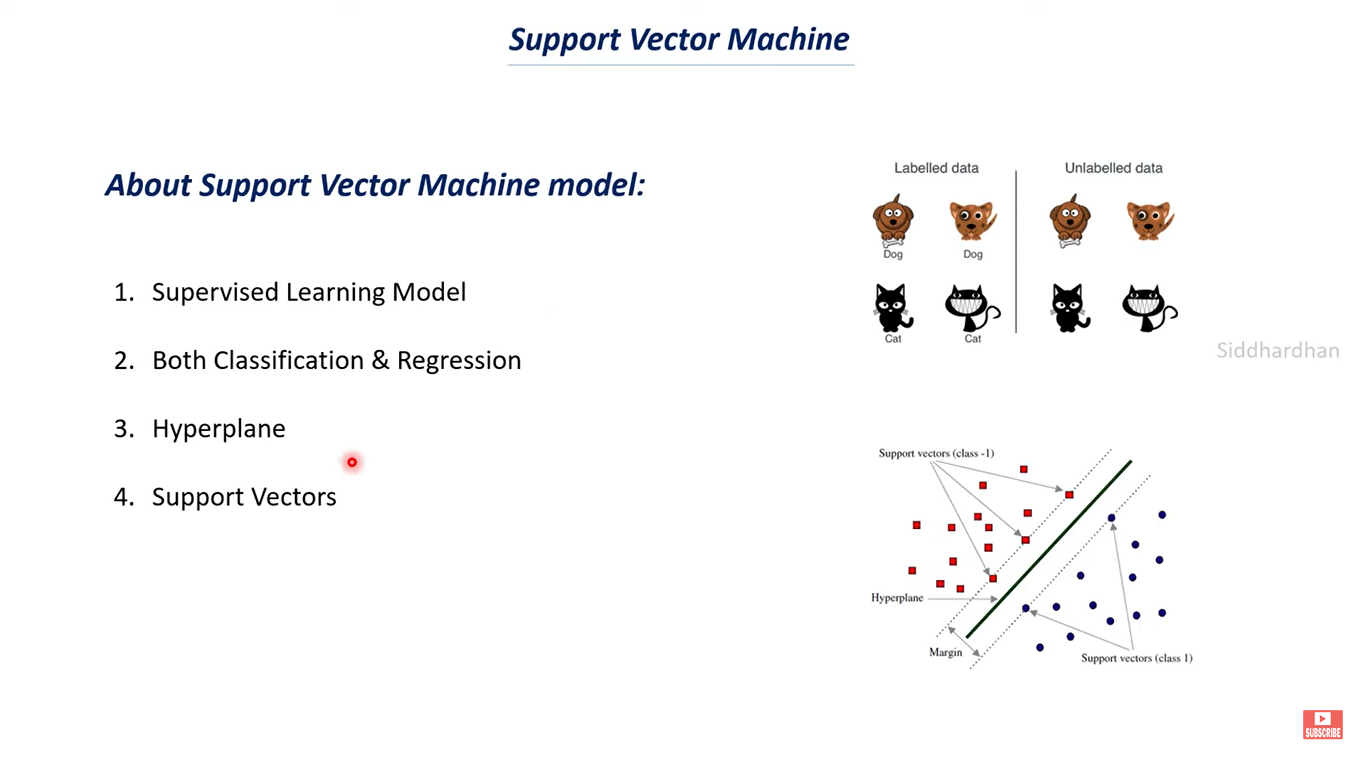 Support Vector Machine
About Support Vector Machine model:
1. Supervised Learning Model
2. Both Classification & Regression
3. Hyperplane
4. Support Vectors
Labelled data
Unlabelled data
Dog
Dog
Cat
Cat
Siddhardhan
Support vectors (class -1)
Hyperplane
Margin
Support vectors (class 1)
SUBSCRIBE